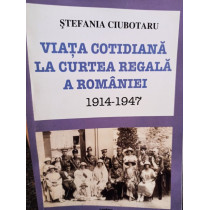 ŞTEFANIA CIUBOTARU
VIAȚA COTIDIANĂ
LA CURTEA REGALĂ
A ROMÂNIEI
1914-1947